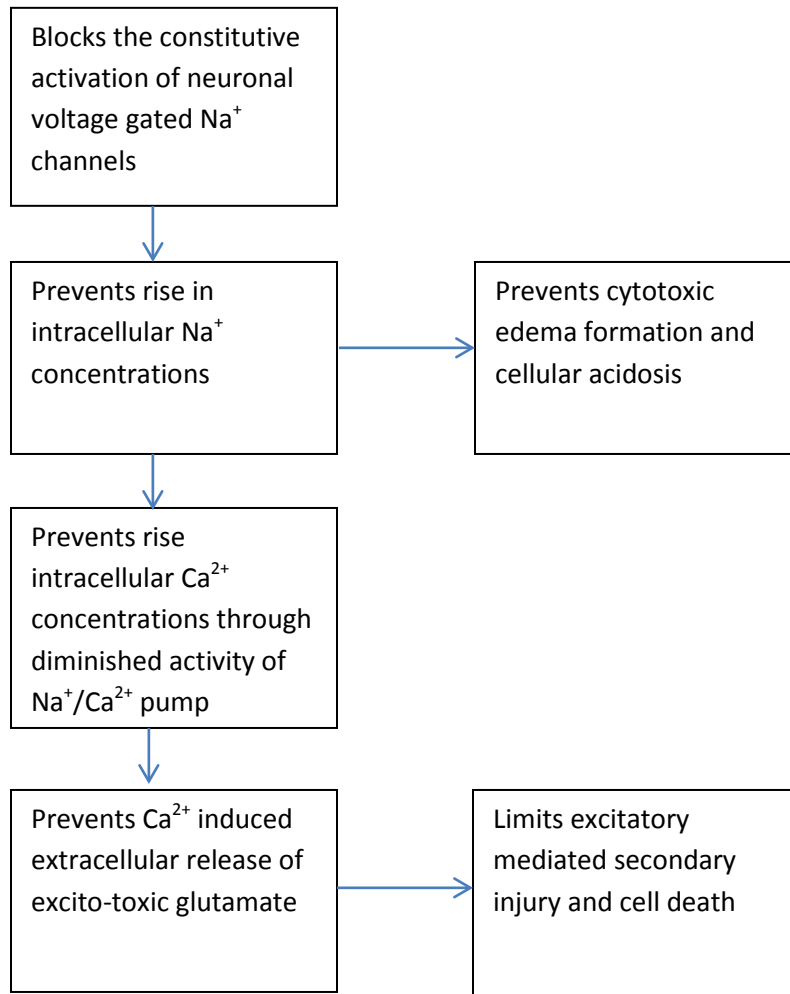 Blocks the constitutive
activation of neuronal
voltage gated Na⁺
channels
Prevents rise in
intracellular Na⁺
concentrations
Prevents cytotoxic
edema formation and
cellular acidosis
Prevents rise
intracellular Ca²⁺
concentrations through
diminished activity of
Na⁺/Ca²⁺ pump
Prevents Ca²⁺ induced
extracellular release of
excito-toxic glutamate
Limits excitatory
mediated secondary
injury and cell death